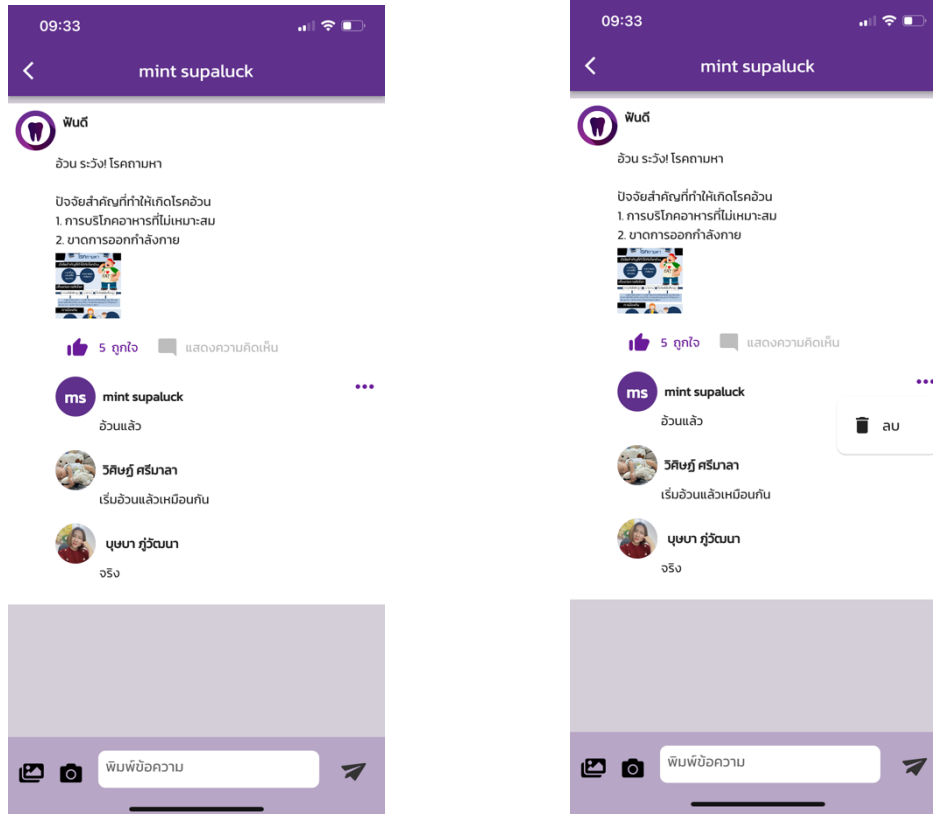 09:33
mint supaluck
ฟันดี
อ้วน ระวัง! โรคถามหา
ปัจจัยสำคัญที่ทำให้เกิดโรคอ้วน
1. การบริโภคอาหารที่ไม่เหมาะสม
2. ขาดการออกกำลังกาย
5 ถูกใจ แสดงความคิดเห็น
ms mint supaluck
อ้วนแล้ว
วิศิษฏ์ ศรีมาลา
เริ่มอ้วนแล้วเหมือนกัน
บุษบา ภู่วัฒนา
จริง
พิมพ์ข้อความ
09:33
mint supaluck
ฟันดี
อ้วน ระวัง! โรคถามหา
ปัจจัยสำคัญที่ทำให้เกิดโรคอ้วน
1. การบริโภคอาหารที่ไม่เหมาะสม
2. ขาดการออกกำลังกาย
5 ถูกใจ แสดงความคิดเห็น
ms mint supaluck
อ้วนแล้ว
ลบ
วิศิษฏ์ ศรีมาลา
เริ่มอ้วนแล้วเหมือนกัน
บุษบา ภู่วัฒนา
จริง
พิมพ์ข้อความ